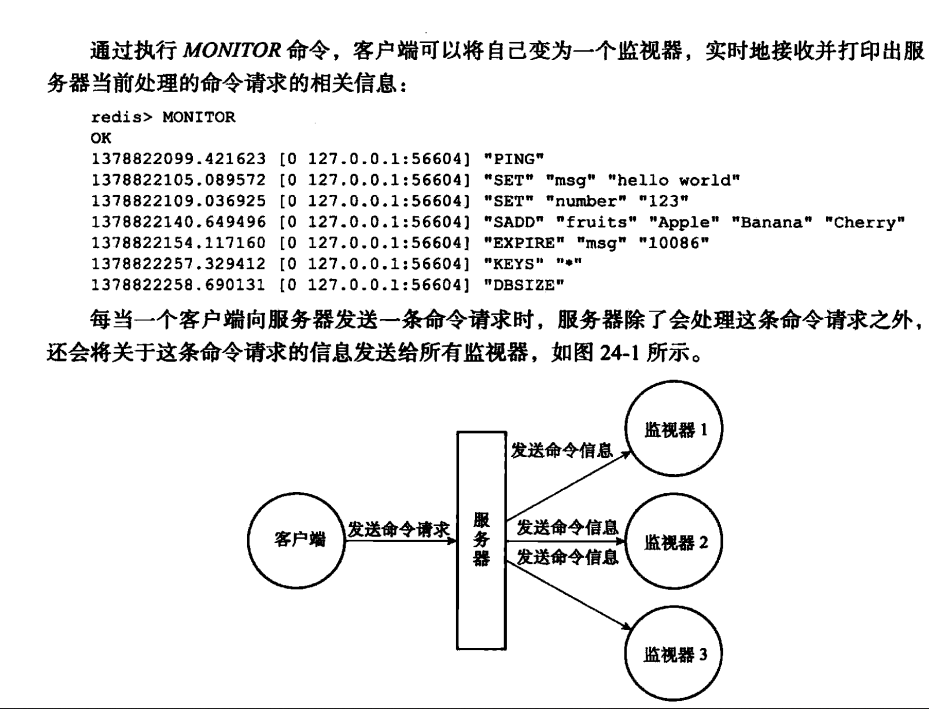 通过执行 MONITOR 命令，客户端可以将自己变为一个监视器，实时地接收并打印出服
务器当前处理的命令请求的相关信息：
redis> MONITOR
OK
1378822099.421623 [0 127.0.0.1:56604] "PING"
1378822105.089572 [0 127.0.0.1:56604] "SET" "msg" "hello world"
1378822109.036925 [0 127.0.0.1:56604] "SET" "number" "123"
1378822140.649496 [0 127.0.0.1:56604] "SADD" "fruits" "Apple" "Banana" "Cherry"
1378822154.117160 [0 127.0.0.1:56604] "EXPIRE" "msg" "10086"
1378822257.329412 [0 127.0.0.1:56604] "KEYS" "*"
1378822258.690131 [0 127.0.0.1:56604] "DBSIZE"
每当一个客户端向服务器发送一条命令请求时，服务器除了会处理这条命令请求之外，
还会将关于这条命令请求的信息发送给所有监视器，如图 24-1 所示。
客户端
发送命令请求
服务器
发送命令信息
监视器 1
发送命令信息
监视器 2
发送命令信息
监视器 3